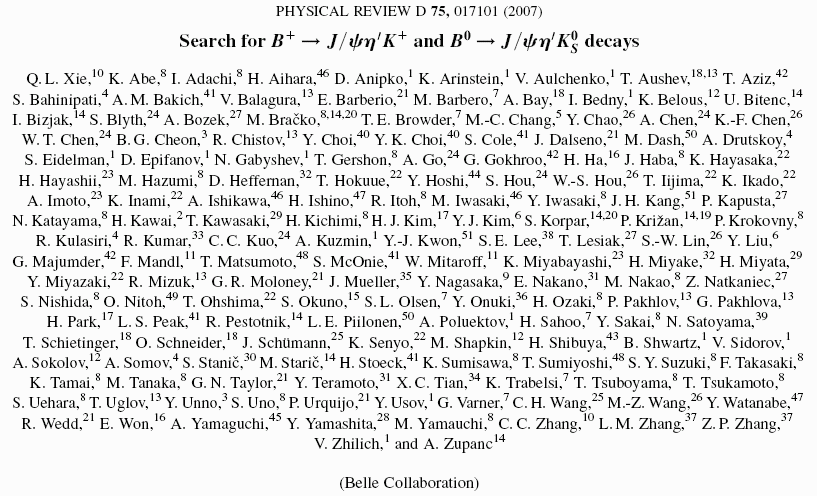 PHYSICAL REVIEW D 75, 017101 (2007)
Search for B⁺ → J/ψη′K⁺ and B⁰ → J/ψη′K⁰_S decays
Q. L. Xie,¹⁰ K. Abe,⁸ I. Adachi,⁸ H. Aihara,⁴⁶ D. Anipko,¹ K. Arinstein,¹ V. Aulchenko,¹ T. Aushev,¹⁸,¹³ T. Aziz,⁴²
S. Bahinipati,⁴ A. M. Bakich,⁴¹ V. Balagura,¹³ E. Barberio,²¹ M. Barbero,⁷ A. Bay,¹⁸ I. Bedny,¹ K. Belous,¹² U. Bitenc,¹⁴
I. Bizjak,¹⁴ S. Blyth,²⁴ A. Bozek,²⁷ M. Bračko,⁸,¹⁴,²⁰ T. E. Browder,⁷ M.-C. Chang,⁵ Y. Chao,²⁶ A. Chen,²⁴ K.-F. Chen,²⁶
W. T. Chen,²⁴ B. G. Cheon,³ R. Chistov,¹³ Y. Choi,⁴⁰ Y. K. Choi,⁴⁰ S. Cole,⁴¹ J. Dalseno,²¹ M. Dash,⁵⁰ A. Drutskoy,⁴
S. Eidelman,¹ D. Epifanov,¹ N. Gabyshev,¹ T. Gershon,⁸ A. Go,²⁴ G. Gokhroo,⁴² H. Ha,¹⁶ J. Haba,⁸ K. Hayasaka,²²
H. Hayashii,²³ M. Hazumi,⁸ D. Heffernan,³² T. Hokuue,²² Y. Hoshi,⁴⁴ S. Hou,²⁴ W.-S. Hou,²⁶ T. Iijima,²² K. Ikado,²²
A. Imoto,²³ K. Inami,²² A. Ishikawa,⁴⁶ H. Ishino,⁴⁷ R. Itoh,⁸ M. Iwasaki,⁴⁶ Y. Iwasaki,⁸ J. H. Kang,⁵¹ P. Kapusta,²⁷
N. Katayama,⁸ H. Kawai,² T. Kawasaki,²⁹ H. Kichimi,⁸ H. J. Kim,¹⁷ Y. J. Kim,⁶ S. Korpar,¹⁴,²⁰ P. Križan,¹⁴,¹⁹ P. Krokovny,⁸
R. Kulasiri,⁴ R. Kumar,³³ C. C. Kuo,²⁴ A. Kuzmin,¹ Y.-J. Kwon,⁵¹ S. E. Lee,³⁸ T. Lesiak,²⁷ S.-W. Lin,²⁶ Y. Liu,⁶
G. Majumder,⁴² F. Mandl,¹¹ T. Matsumoto,⁴⁸ S. McOnie,⁴¹ W. Mitaroff,¹¹ K. Miyabayashi,²³ H. Miyake,³² H. Miyata,²⁹
Y. Miyazaki,²² R. Mizuk,¹³ G. R. Moloney,²¹ J. Mueller,³⁵ Y. Nagasaka,⁹ E. Nakano,³¹ M. Nakao,⁸ Z. Natkaniec,²⁷
S. Nishida,⁸ O. Nitoh,⁴⁹ T. Ohshima,²² S. Okuno,¹⁵ S. L. Olsen,⁷ Y. Onuki,³⁶ H. Ozaki,⁸ P. Pakhlov,¹³ G. Pakhlova,¹³
H. Park,¹⁷ L. S. Peak,⁴¹ R. Pestotnik,¹⁴ L. E. Piilonen,⁵⁰ A. Poluektov,¹ H. Sahoo,⁷ Y. Sakai,⁸ N. Satoyama,³⁹
T. Schietinger,¹⁸ O. Schneider,¹⁸ J. Schümann,²⁵ K. Senyo,²² M. Shapkin,¹² H. Shibuya,⁴³ B. Shwartz,¹ V. Sidorov,¹
A. Sokolov,¹² A. Somov,⁴ S. Stanič,³⁰ M. Starič,¹⁴ H. Stoeck,⁴¹ K. Sumisawa,⁸ T. Sumiyoshi,⁴⁸ S. Y. Suzuki,⁸ F. Takasaki,⁸
K. Tamai,⁸ M. Tanaka,⁸ G. N. Taylor,²¹ Y. Teramoto,³¹ X. C. Tian,³⁴ K. Trabelsi,⁷ T. Tsuboyama,⁸ T. Tsukamoto,⁸
S. Uehara,⁸ T. Uglov,¹³ Y. Unno,³ S. Uno,⁸ P. Urquijo,²¹ Y. Usov,¹ G. Varner,⁷ C. H. Wang,²⁵ M.-Z. Wang,²⁶ Y. Watanabe,⁴⁷
R. Wedd,²¹ E. Won,¹⁶ A. Yamaguchi,⁴⁵ Y. Yamashita,²⁸ M. Yamauchi,⁸ C. C. Zhang,¹⁰ L. M. Zhang,³⁷ Z. P. Zhang,³⁷
V. Zhilich,¹ and A. Zupanc¹⁴
(Belle Collaboration)